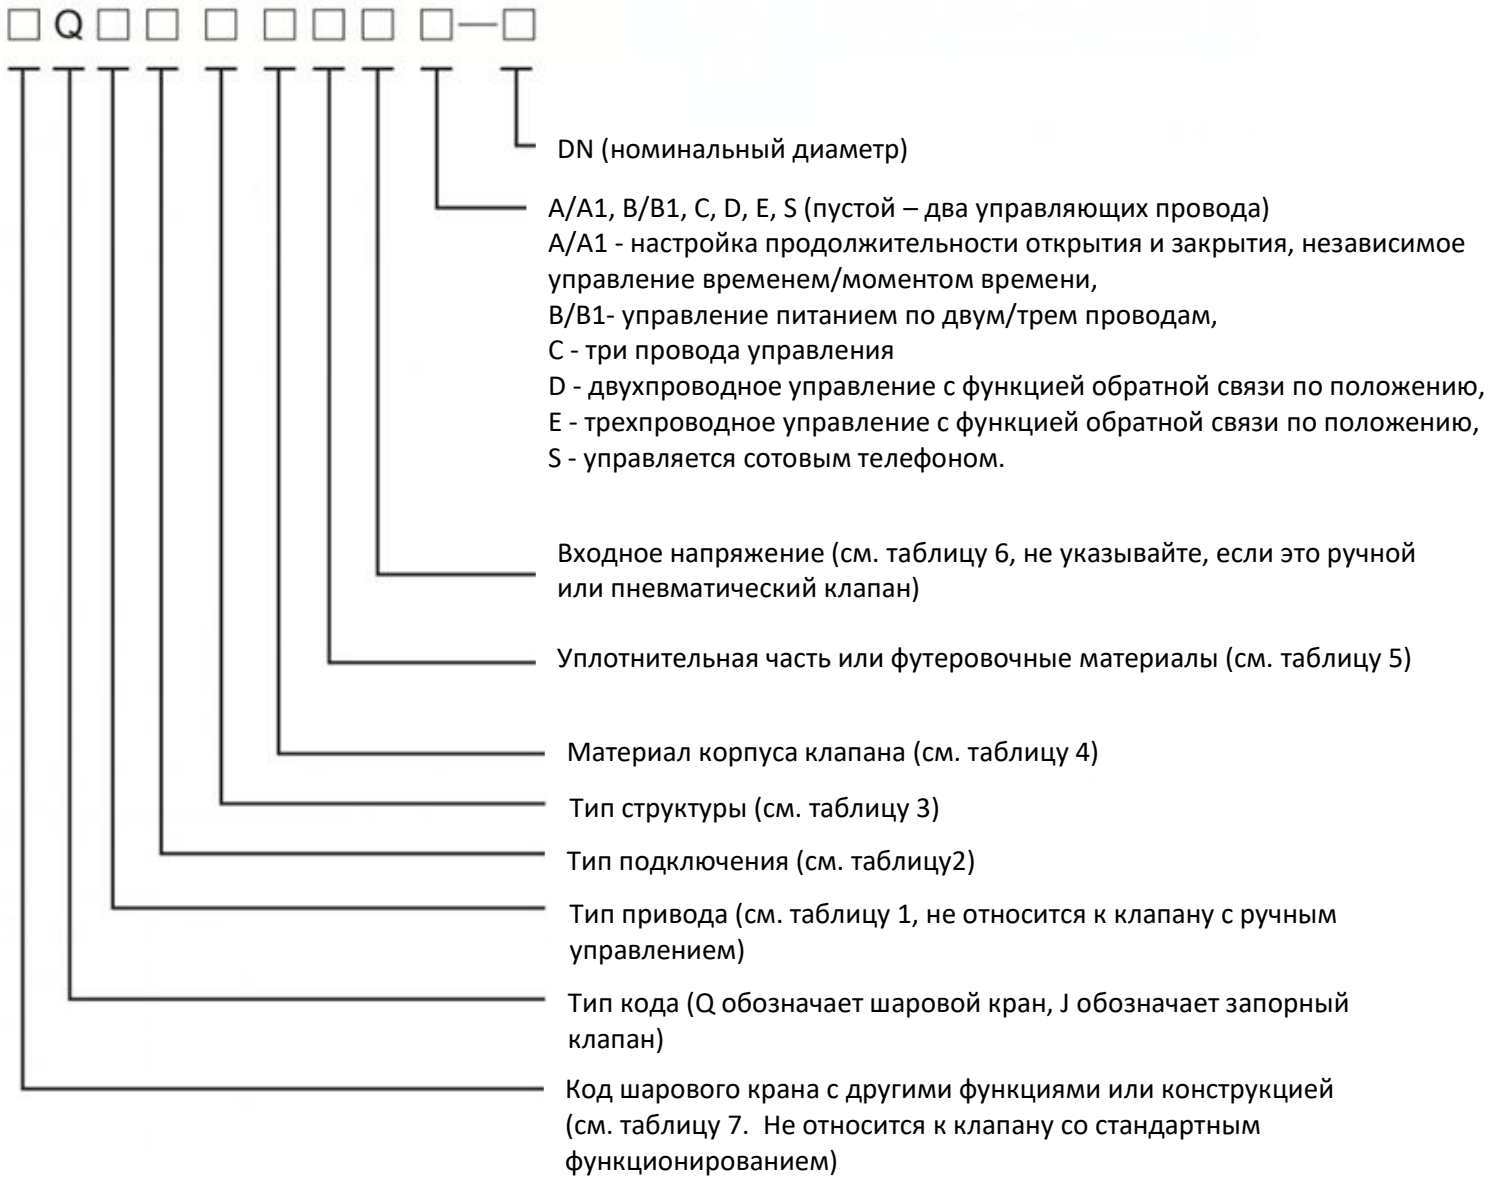 □ Q □ □ □ □ □ □ □—□
DN (номинальный диаметр)
A/A1, B/B1, C, D, E, S (пустой – два управляющих провода)
A/A1 - настройка продолжительности открытия и закрытия, независимое
управление временем/моментом времени,
B/B1- управление питанием по двум/трем проводам,
C - три провода управления
D - двухпроводное управление с функцией обратной связи по положению,
E - трехпроводное управление с функцией обратной связи по положению,
S - управляется сотовым телефоном.
Входное напряжение (см. таблицу 6, не указывайте, если это ручной
или пневматический клапан)
Уплотнительная часть или футеровочные материалы (см. таблицу 5)
Материал корпуса клапана (см. таблицу 4)
Тип структуры (см. таблицу 3)
Тип подключения (см. таблицу2)
Тип привода (см. таблицу 1, не относится к клапану с ручным
управлением)
Тип кода (Q обозначает шаровой кран, J обозначает запорный
клапан)
Код шарового крана с другими функциями или конструкцией
(см. таблицу 7. Не относится к клапану со стандартным
функционированием)